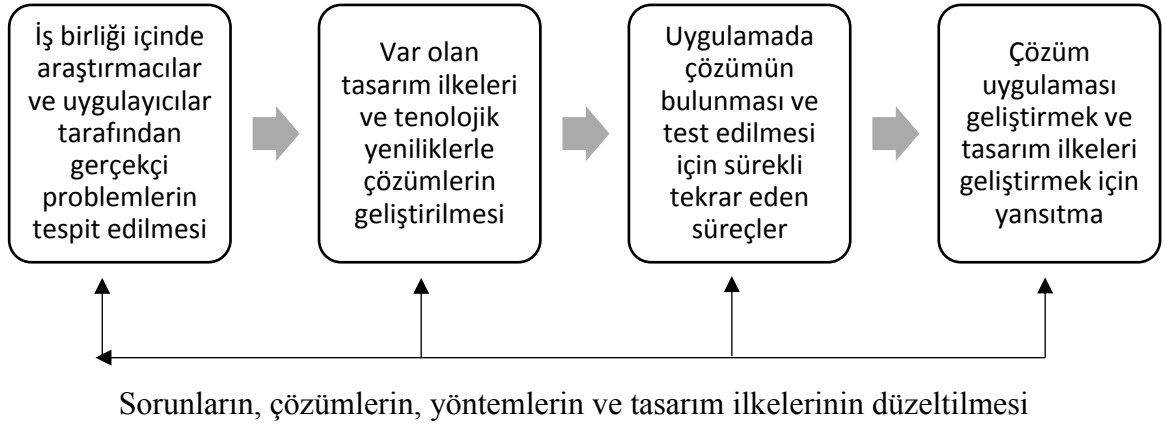 İş birliği içinde
araştırmacılar
ve uygulayıcılar
tarafından
gerçekçi
problemlerin
tespit edilmesi
Var olan
tasarım ilkeleri
ve tenolojik
yeniliklerle
çözümlerin
geliştirilmesi
Uygulamada
çözümün
bulunması ve
test edilmesi
için sürekli
tekrar eden
süreçler
Çözüm
uygulaması
geliştirmek ve
tasarım ilkeleri
geliştirmek için
yansıtma
Sorunların, çözümlerin, yöntemlerin ve tasarım ilkelerinin düzeltilmesi